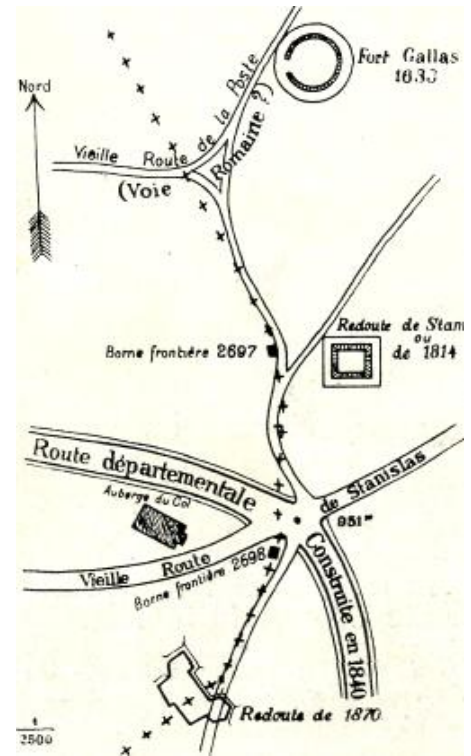 Fort Gallas
1633
Nord
Vieille Route de la Poste
(Voie Romaine ?)
Redoute de Stani
ou
de 1814
Borne frontière 2697
Route départementale
de Stanislas
Auberge du Col
951m
Vieille Route
Borne frontière 2698
Construite en 1840
Redoute de 1870
1
2500